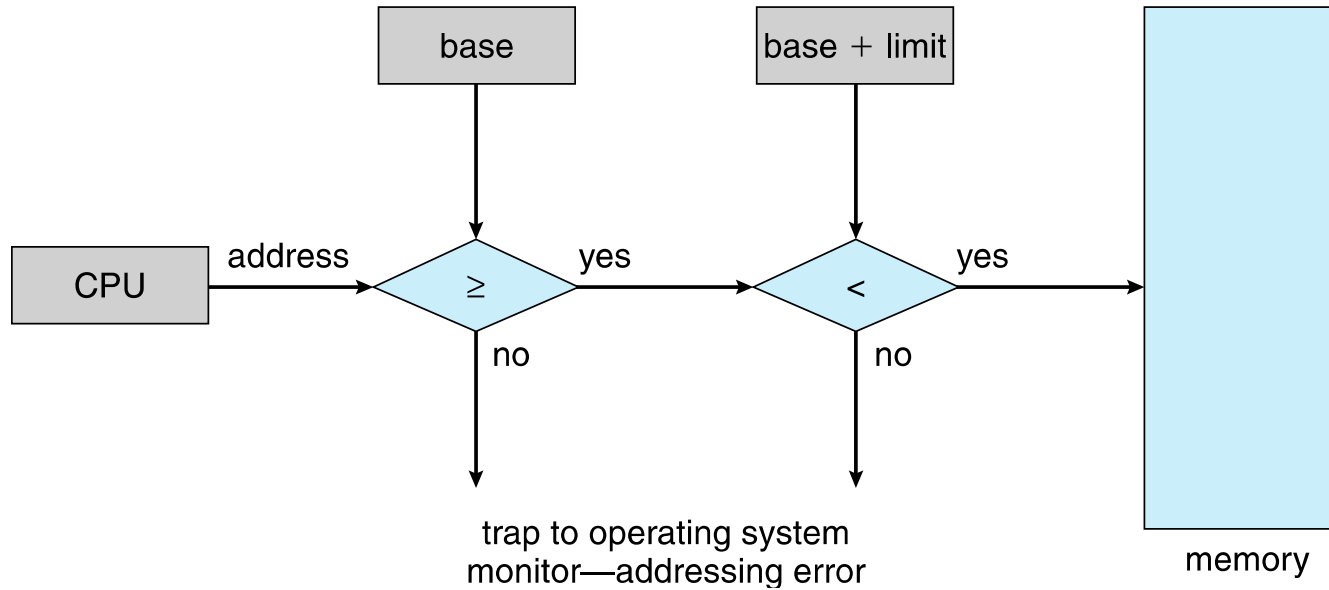 base
base + limit
CPU
address
≥
yes
<
yes
no
no
trap to operating system
monitor—addressing error
memory